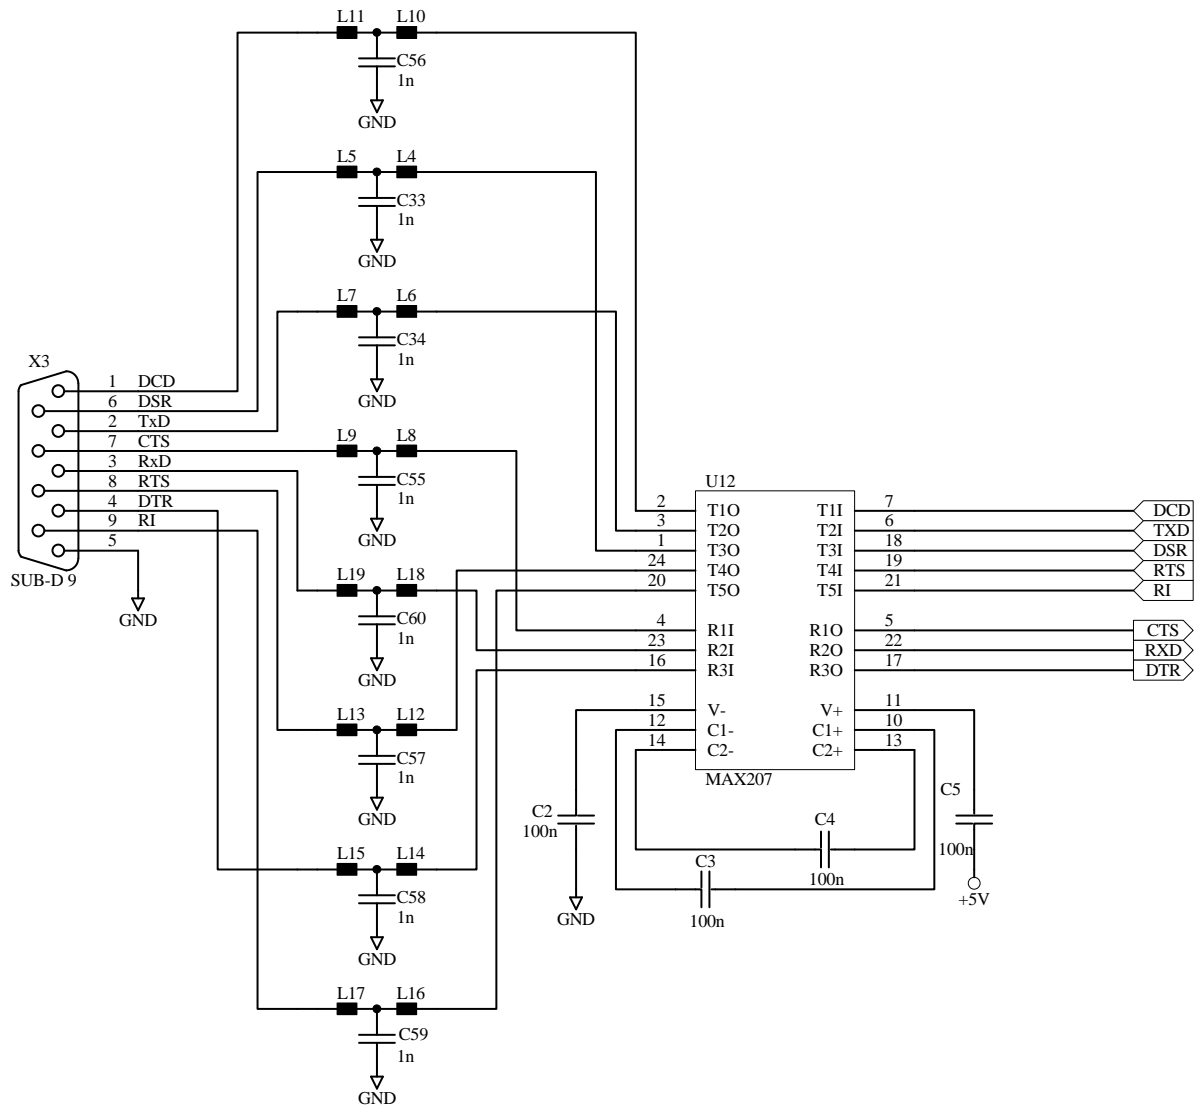 L11 L10
C56
1n
GND
L5 L4
C33
1n
GND
L7 L6
C34
1n
GND
X3
1 DCD
6 DSR
2 TxD
7 CTS
3 RxD
8 RTS
4 DTR
9 RI
5
SUB-D 9
GND
L9 L8
C55
1n
GND
L19 L18
C60
1n
GND
L13 L12
C57
1n
GND
L15 L14
C58
1n
GND
L17 L16
C59
1n
GND
U12
2 T1O T1I 7 DCD
3 T2O T2I 6 TXD
1 T3O T3I 18 DSR
24 T4O T4I 19 RTS
20 T5O T5I 21 RI
4 R1I R1O 5 CTS
23 R2I R2O 22 RXD
16 R3I R3O 17 DTR
15 V- V+ 11
12 C1- C1+ 10
14 C2- C2+ 13
MAX207
C2
100n
GND
C4
100n
C3
100n
C5
100n
+5V